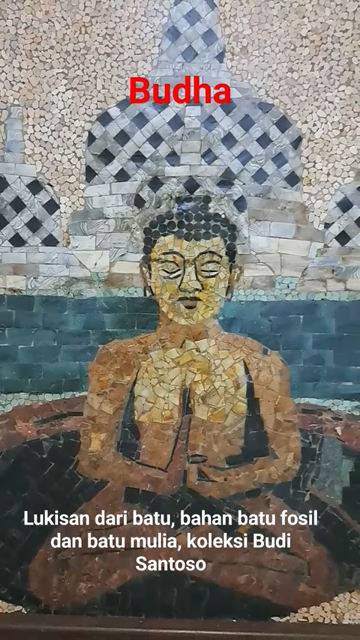 Budha
Lukisan dari batu, bahan batu fosil
dan batu mulia, koleksi Budi
Santoso